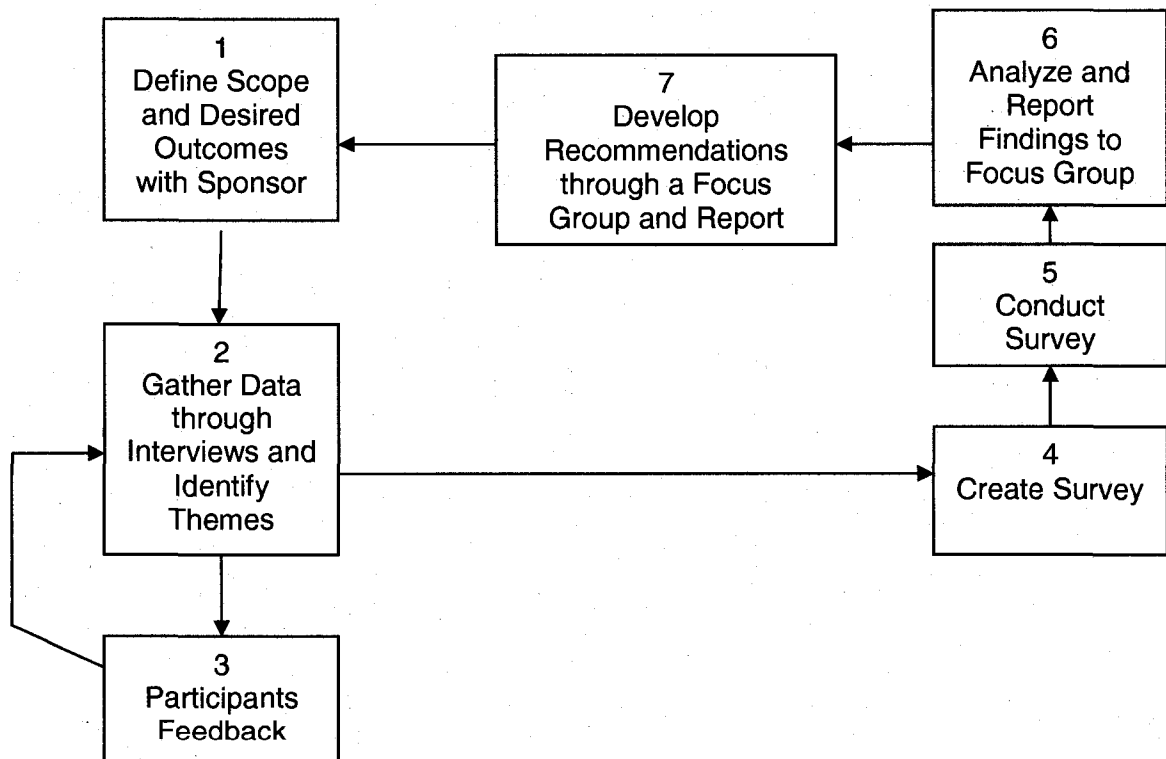 1
Define Scope
and Desired
Outcomes
with Sponsor
2
Gather Data
through
Interviews and
Identify
Themes
3
Participants
Feedback
4
Create Survey
5
Conduct
Survey
6
Analyze and
Report
Findings to
Focus Group
7
Develop
Recommendations
through a Focus
Group and Report